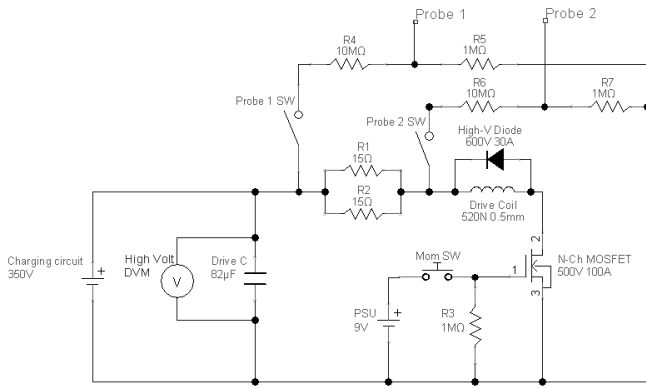 Probe 1
Probe 2
R4
10MΩ
R5
1MΩ
R6
10MΩ
R7
1MΩ
Probe 1 SW
Probe 2 SW
High-V Diode
600V 30A
R1
15Ω
R2
15Ω
Drive Coil
520N 0.5mm
Charging circuit
350V
+
High Volt
DVM
V
Drive C
82µF
Mom SW
PSU
9V
+
R3
1MΩ
1
2
3
N-Ch MOSFET
500V 100A